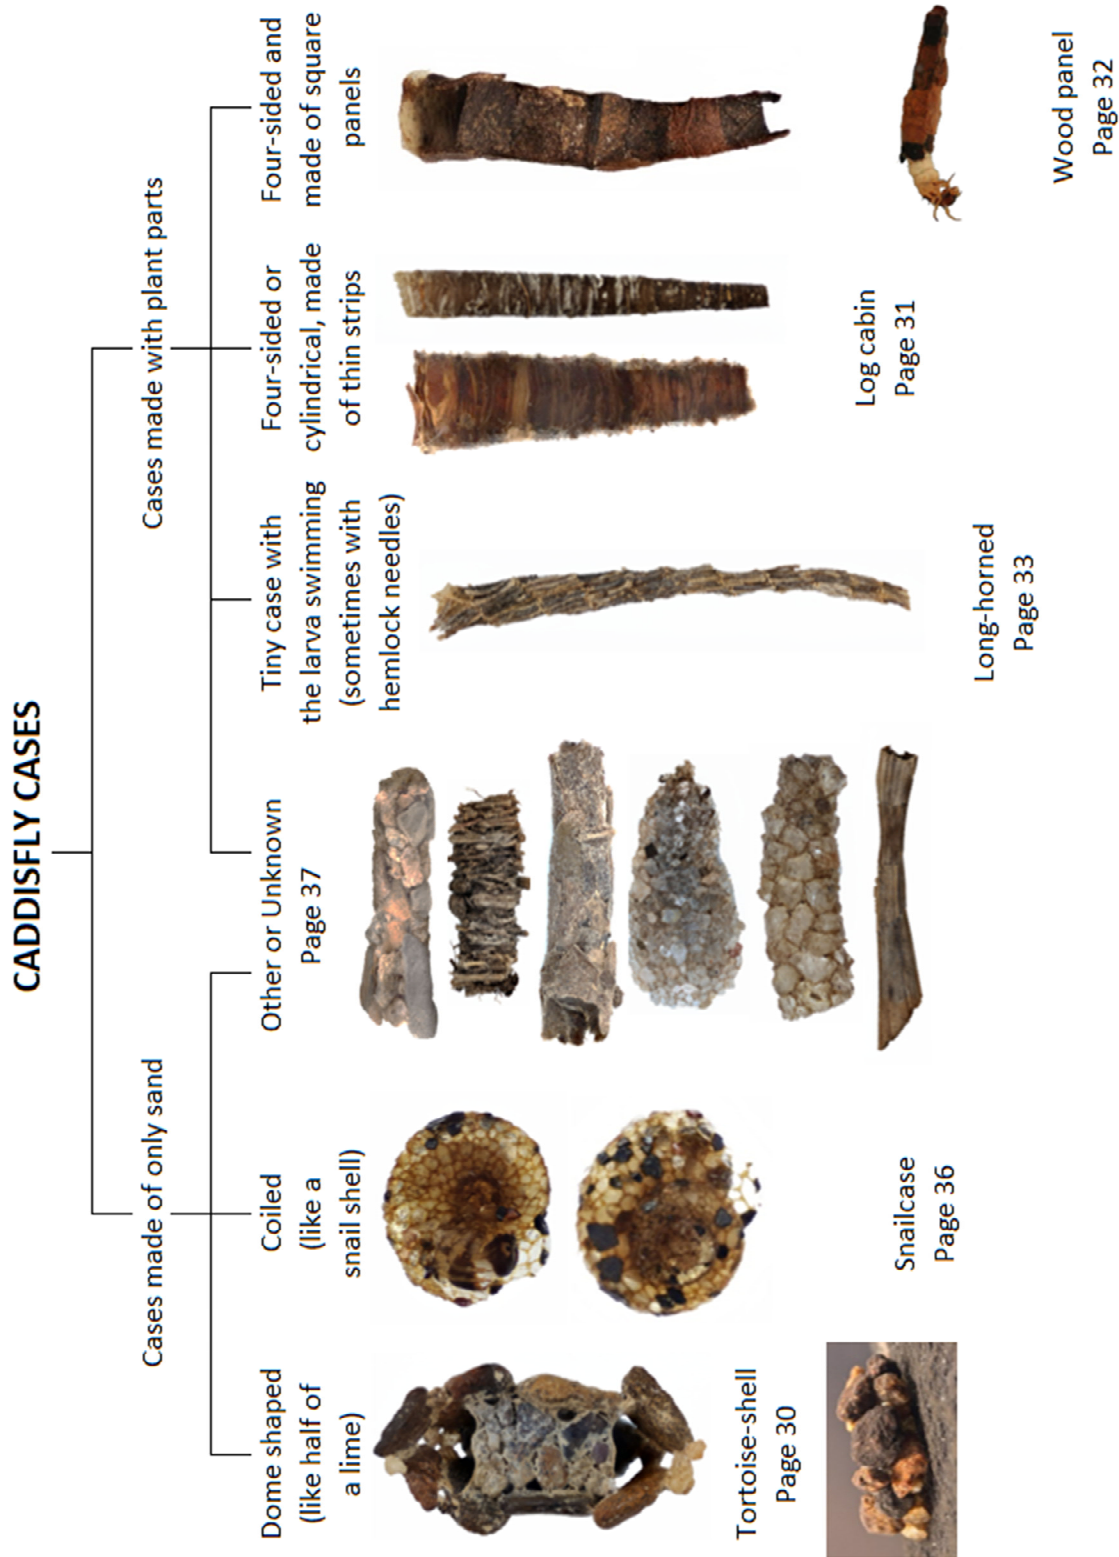 CADDISFLY CASES
Cases made of only sand
Cases made with plant parts
Dome shaped
(like half of
a lime)
Tortoise-shell
Page 30
Coiled
(like a
snail shell)
Snailcase
Page 36
Other or Unknown
Page 37
Tiny case with
the larva swimming
(sometimes with
hemlock needles)
Long-horned
Page 33
Four-sided or
cylindrical, made
of thin strips
Log cabin
Page 31
Four-sided and
made of square
panels
Wood panel
Page 32